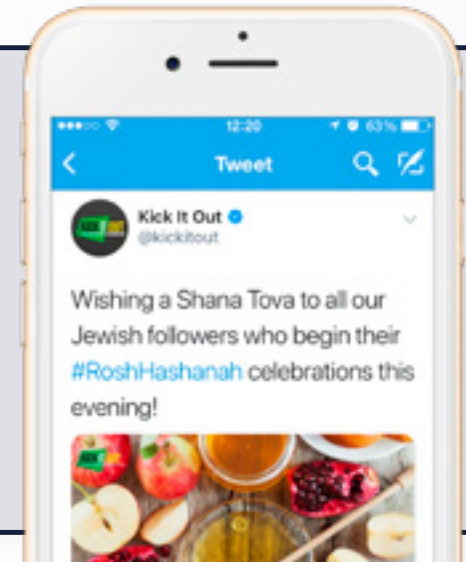 12:20
63%
Tweet
Kick It Out
@kickitout
Wishing a Shana Tova to all our
Jewish followers who begin their
#RoshHashanah celebrations this
evening!